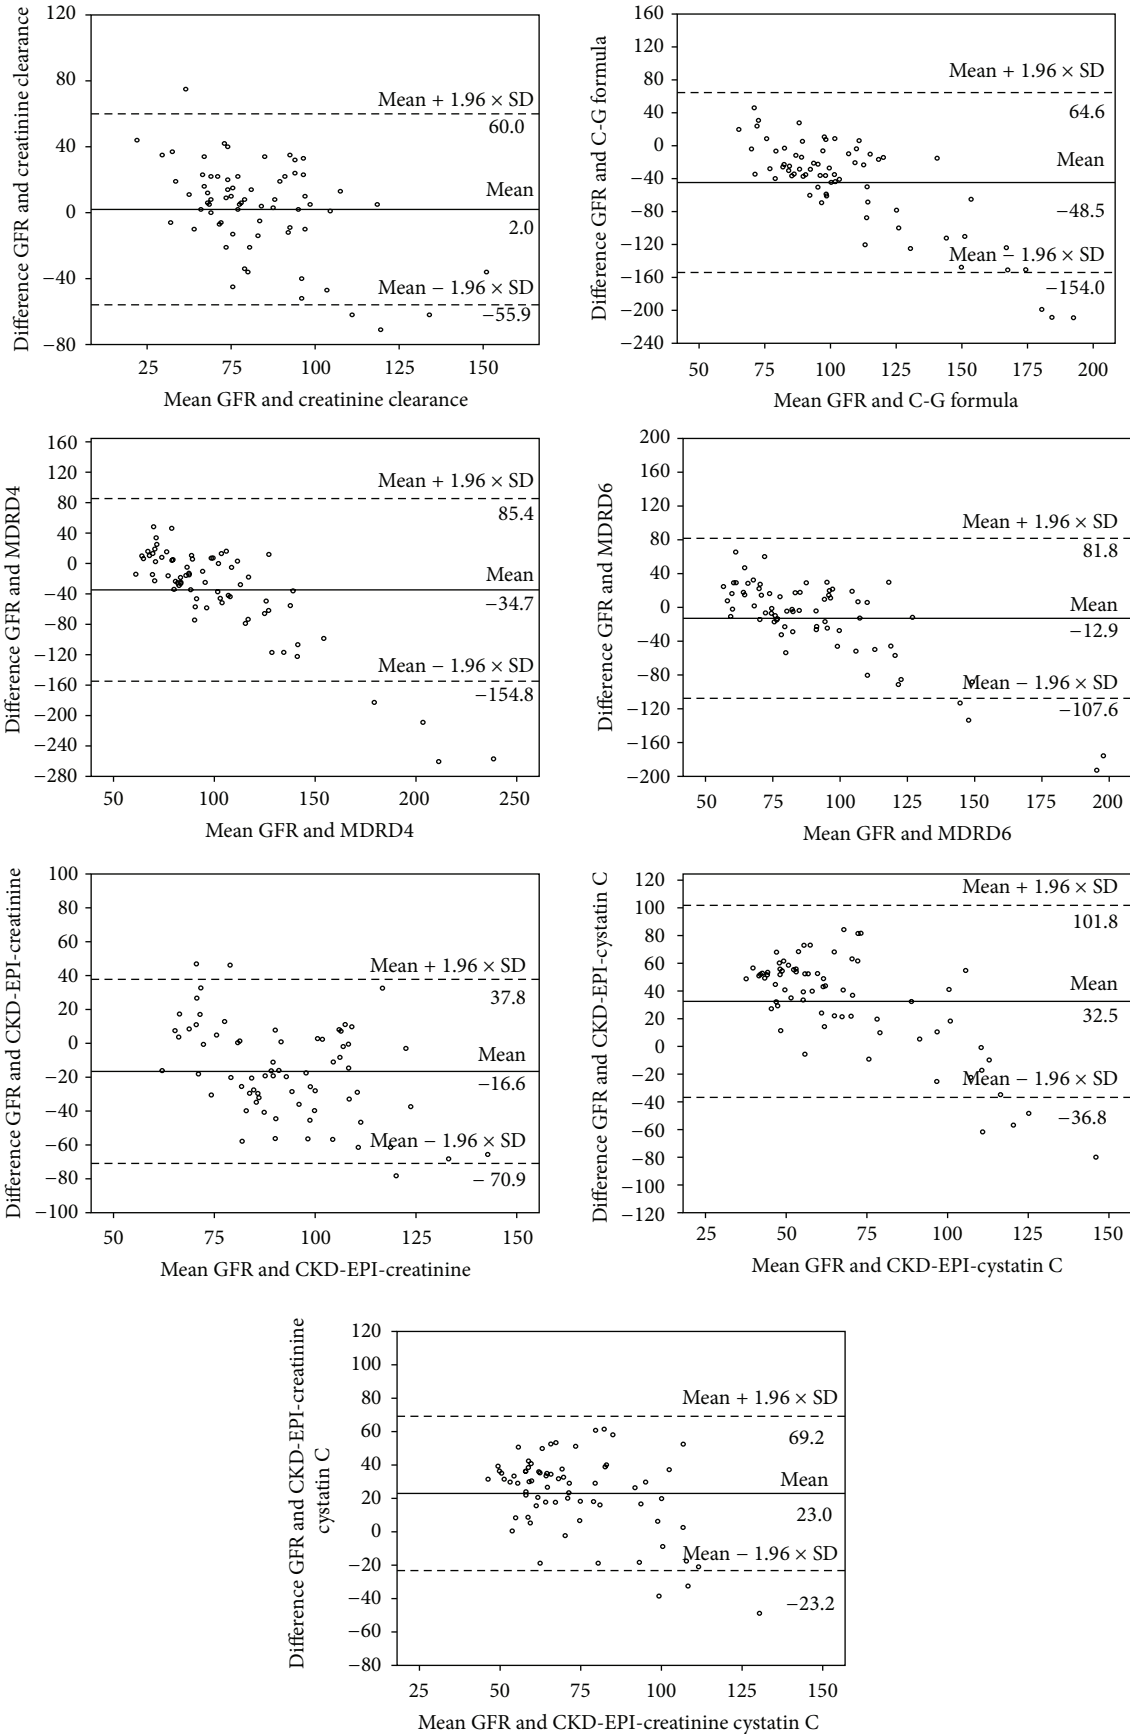 120
80
40
0
−40
−80
Difference GFR and creatinine clearance
Mean + 1.96 × SD
60.0
Mean
2.0
Mean − 1.96 × SD
−55.9
25 75 100 125 150
Mean GFR and creatinine clearance
160
120
80
40
0
−40
−80
−120
−160
−200
−240
Difference GFR and C-G formula
Mean + 1.96 × SD
64.6
Mean
−48.5
Mean − 1.96 × SD
−154.0
50 75 100 125 150 175 200
Mean GFR and C-G formula
160
120
80
40
0
−40
−80
−120
−160
−200
−240
−280
Difference GFR and MDRD4
Mean + 1.96 × SD
85.4
Mean
−34.7
Mean − 1.96 × SD
−154.8
50 100 150 200 250
Mean GFR and MDRD4
200
160
120
80
40
0
−40
−80
−120
−160
−200
Difference GFR and MDRD6
Mean + 1.96 × SD
81.8
Mean
−12.9
Mean − 1.96 × SD
−107.6
50 75 100 125 150 175 200
Mean GFR and MDRD6
100
80
60
40
20
0
−20
−40
−60
−80
−100
Difference GFR and CKD-EPI-creatinine
Mean + 1.96 × SD
37.8
Mean
−16.6
Mean − 1.96 × SD
− 70.9
50 75 100 125 150
Mean GFR and CKD-EPI-creatinine
120
100
80
60
40
20
0
−20
−40
−60
−80
−100
−120
Difference GFR and CKD-EPI-cystatin C
Mean + 1.96 × SD
101.8
Mean
32.5
Mean − 1.96 × SD
−36.8
25 50 75 100 125 150
Mean GFR and CKD-EPI-cystatin C
120
100
80
60
40
20
0
−20
−40
−60
−80
Difference GFR and CKD-EPI-creatinine
cystatin C
Mean + 1.96 × SD
69.2
Mean
23.0
Mean − 1.96 × SD
−23.2
25 50 75 100 125 150
Mean GFR and CKD-EPI-creatinine cystatin C